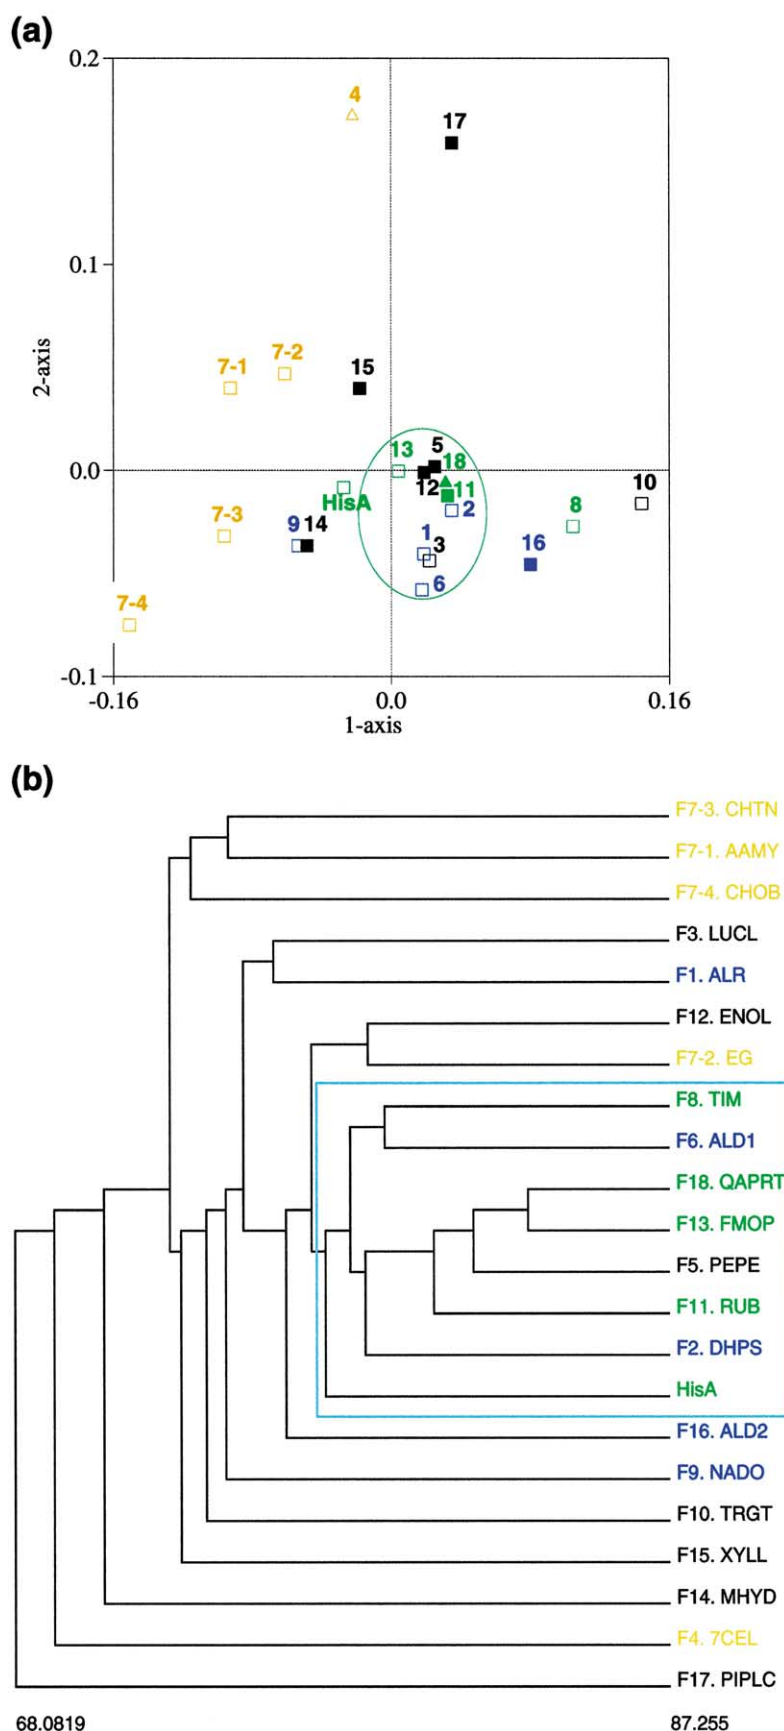 (a)
0.2
4
17
0.1
7-1
7-2
15
2-axis
13
5
0.0
18
12
11
HisA
10
2
8
7-3
9
14
1
3
16
6
7-4
-0.1
-0.16
0.0
0.16
1-axis
(b)
F7-3. CHTN
F7-1. AAMY
F7-4. CHOB
F3. LUCL
F1. ALR
F12. ENOL
F7-2. EG
F8. TIM
F6. ALD1
F18. QAPRT
F13. FMOP
F5. PEPE
F11. RUB
F2. DHPS
HisA
F16. ALD2
F9. NADO
F10. TRGT
F15. XYLL
F14. MHYD
F4. 7CEL
F17. PIPLC
68.0819
87.255